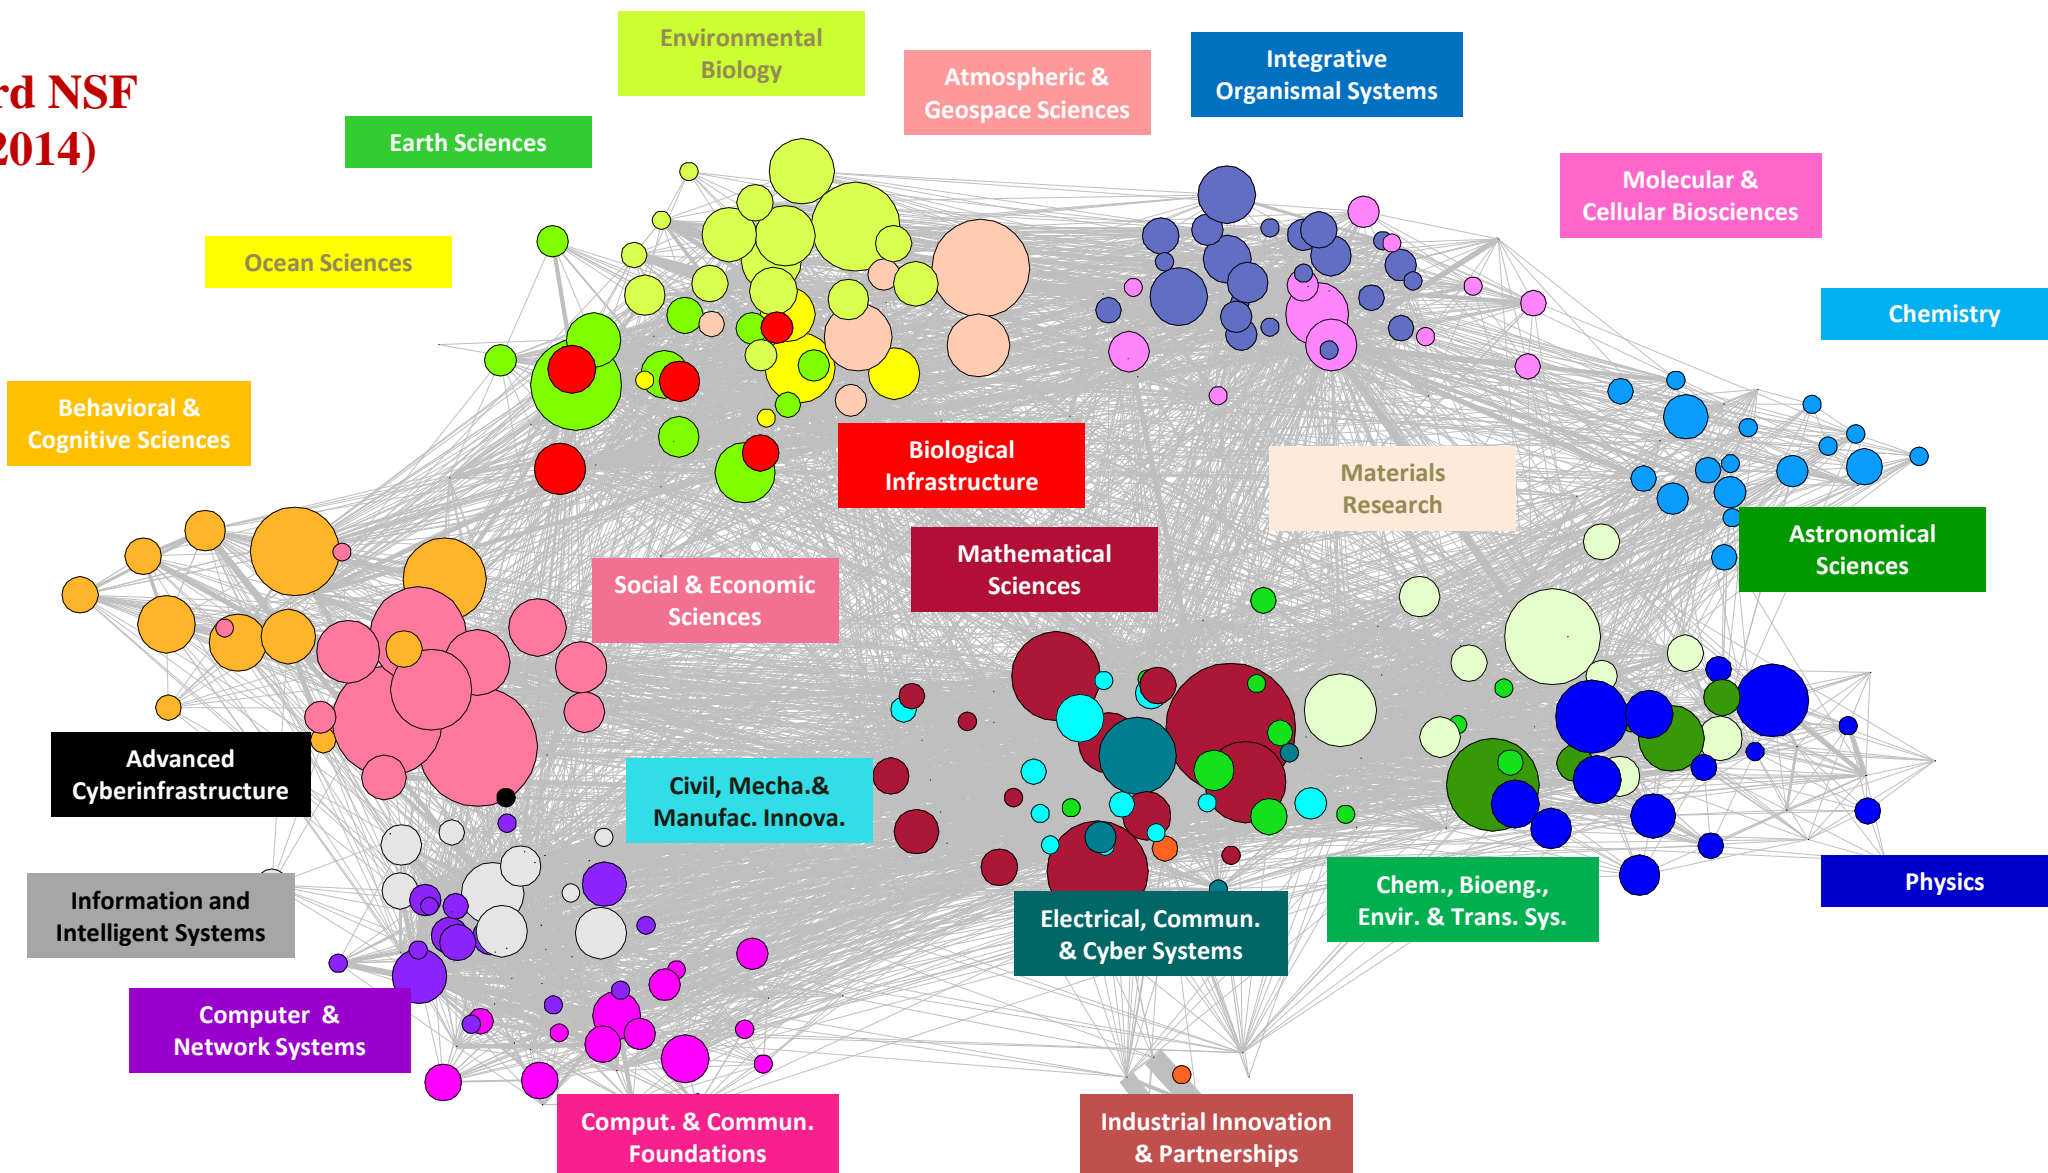 rd NSF
2014)
Environmental
Biology
Atmospheric &
Geospace Sciences
Integrative
Organismal Systems
Earth Sciences
Molecular &
Cellular Biosciences
Ocean Sciences
Chemistry
Behavioral &
Cognitive Sciences
Biological
Infrastructure
Materials
Research
Astronomical
Sciences
Mathematical
Sciences
Social & Economic
Sciences
Advanced
Cyberinfrastructure
Civil, Mecha.&
Manufac. Innova.
Information and
Intelligent Systems
Electrical, Commun.
& Cyber Systems
Chem., Bioeng.,
Envir. & Trans. Sys.
Physics
Computer &
Network Systems
Comput. & Commun.
Foundations
Industrial Innovation
& Partnerships